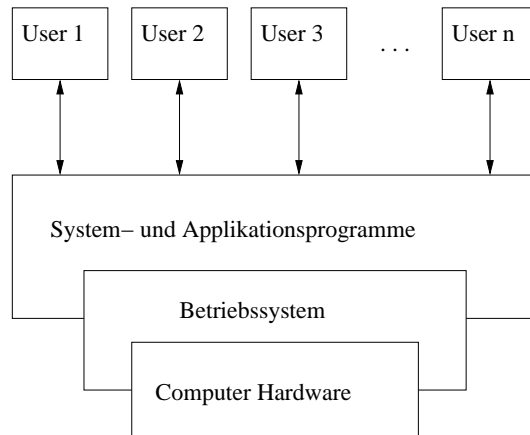 User 1
User 2
User 3
. . .
User n
System– und Applikationsprogramme
Betriebssystem
Computer Hardware